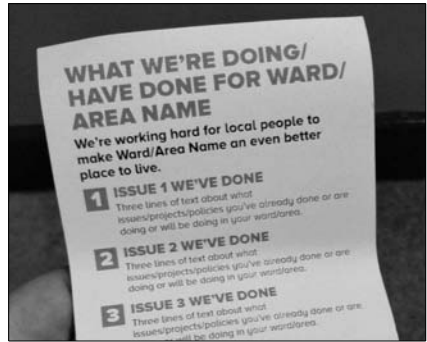 WHAT WE'RE DOING/
HAVE DONE FOR WARD/
AREA NAME
We're working hard for local people to
make Ward/Area Name an even better
place to live.
1 ISSUE 1 WE'VE DONE
Three lines of text about what
issues/projects/policies you've already done or are
doing or will be doing in your ward/area.
2 ISSUE 2 WE'VE DONE
Three lines of text about what
issues/projects/policies you've already done or are
doing or will be doing in your ward/area.
3 ISSUE 3 WE'VE DONE
Three lines of text about what
issues/projects/policies you've already done or are
or will be doing in your ward/area.